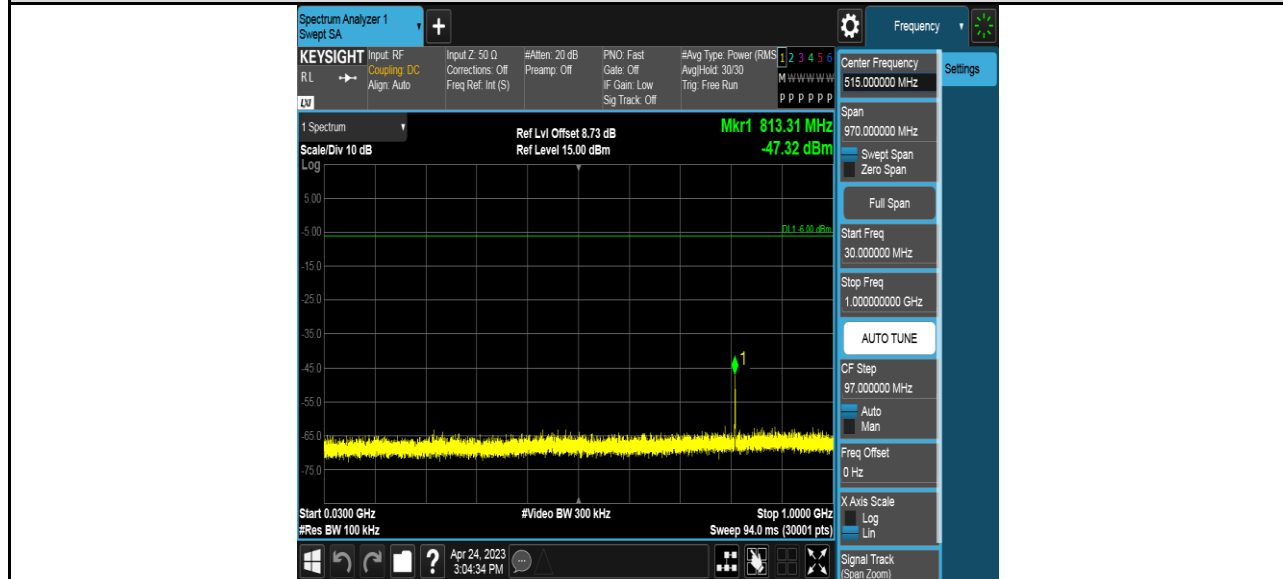 Spectrum Analyzer 1
Swept SA
+
Frequency
KEYSIGHT
RL
LXI
Input: RF
Coupling: DC
Align: Auto
Input Z: 50 Ω
Corrections: Off
Freq Ref: Int (S)
#Atten: 20 dB
Preamp: Off
PNO: Fast
Gate: Off
IF Gain: Low
Sig Track: Off
#Avg Type: Power (RMS
Avg|Hold: 30/30
Trig: Free Run
1 2 3 4 5 6
M W W W W W
P P P P P P
1 Spectrum
Scale/Div 10 dB
Log
Ref Lvl Offset 8.73 dB
Ref Level 15.00 dBm
Mkr1 813.31 MHz
-47.32 dBm
5.00
-5.00
DL1 -6.00 dBm
-15.0
-25.0
-35.0
1
-45.0
-55.0
-65.0
-75.0
Start 0.0300 GHz
#Video BW 300 kHz
Stop 1.0000 GHz
#Res BW 100 kHz
Sweep 94.0 ms (30001 pts)
?
Apr 24, 2023
3:04:34 PM
Center Frequency
515.000000 MHz
Settings
Span
970.000000 MHz
Swept Span
Zero Span
Full Span
Start Freq
30.000000 MHz
Stop Freq
1.000000000 GHz
AUTO TUNE
CF Step
97.000000 MHz
Auto
Man
Freq Offset
0 Hz
X Axis Scale
Log
Lin
Signal Track
(Span Zoom)